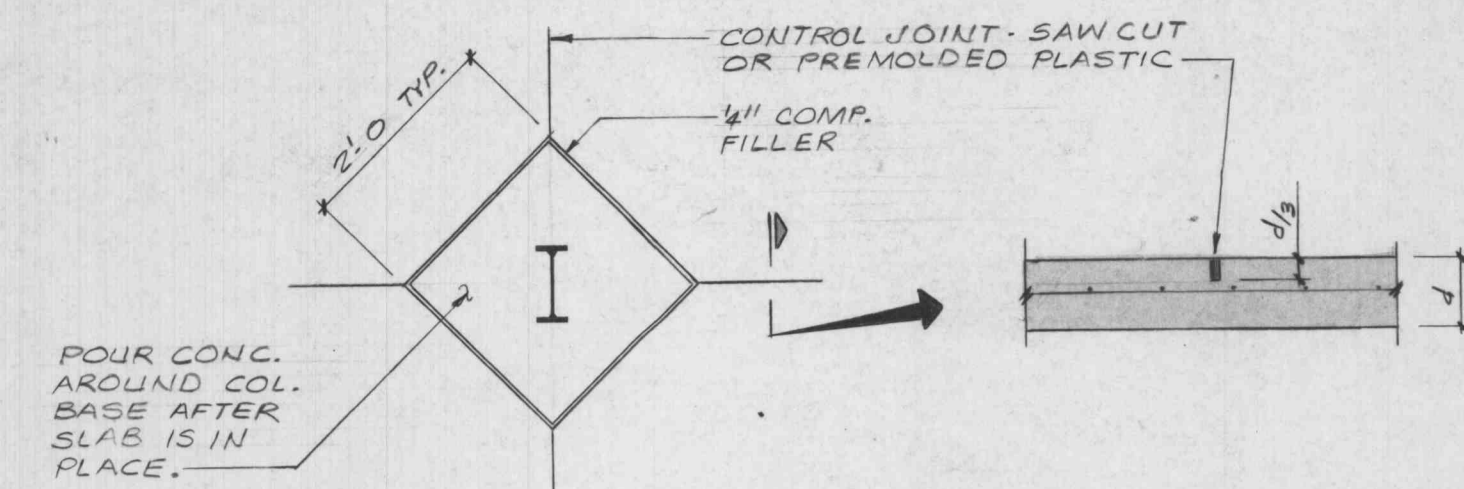 CONTROL JOINT - SAW CUT
OR PREMOLDED PLASTIC
2'-0 TYP.
1/4" COMP.
FILLER
d/3
d
POUR CONC.
AROUND COL.
BASE AFTER
SLAB IS IN
PLACE.